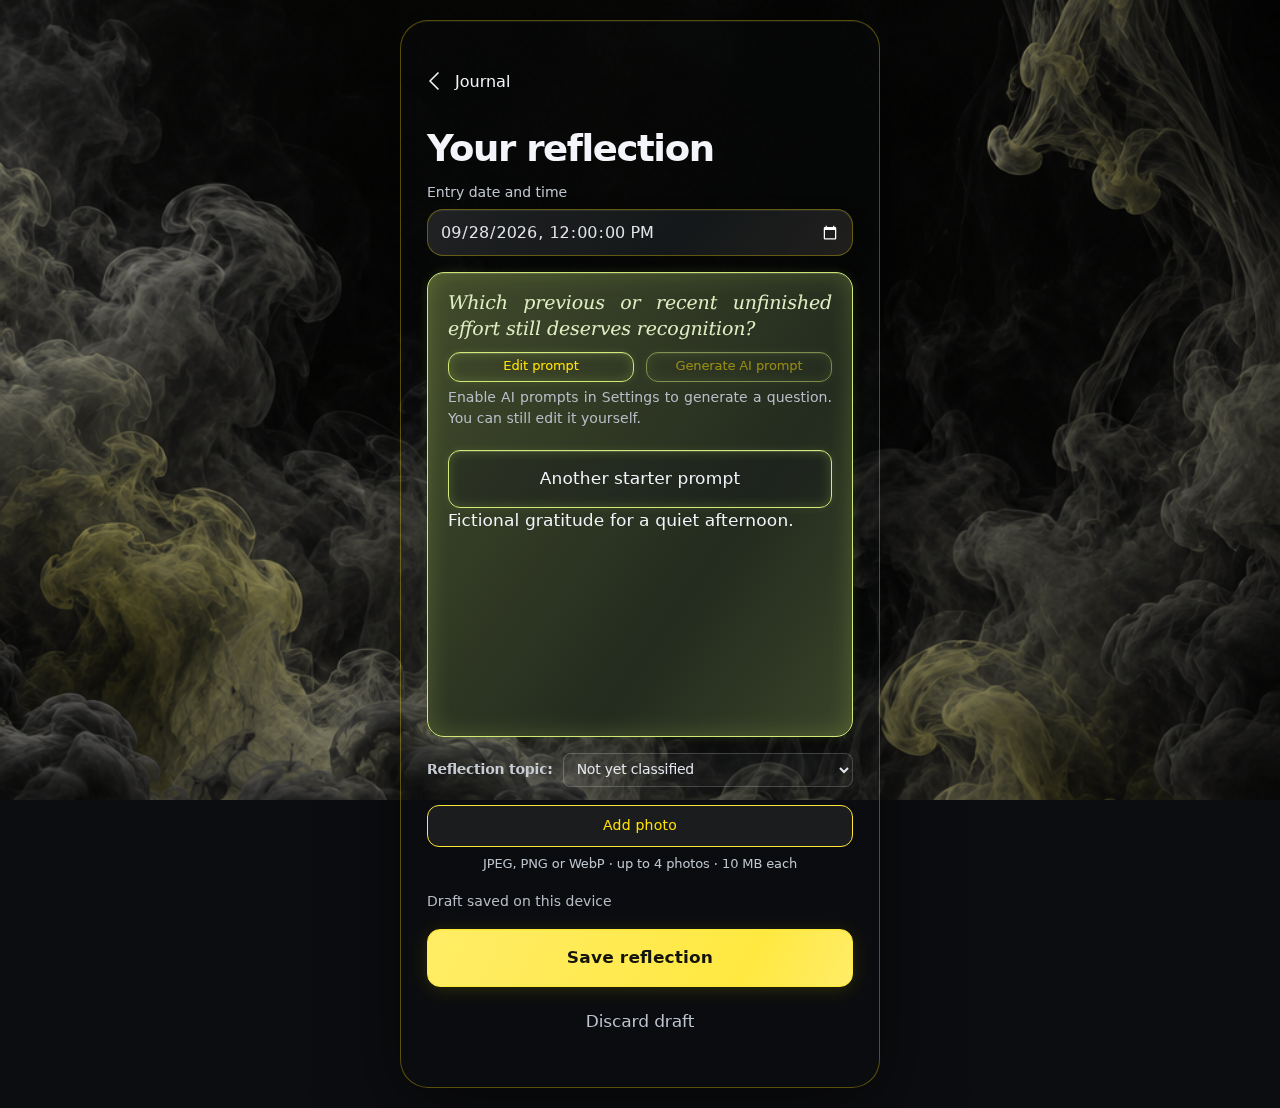 Journal
Your reflection
Entry date and time
09/28/2026, 12:00:00 PM
Which previous or recent unfinished
effort still deserves recognition?
Edit prompt
Generate AI prompt
Enable AI prompts in Settings to generate a question.
You can still edit it yourself.
Another starter prompt
Fictional gratitude for a quiet afternoon.
Reflection topic:
Not yet classified
Add photo
JPEG, PNG or WebP · up to 4 photos · 10 MB each
Draft saved on this device
Save reflection
Discard draft